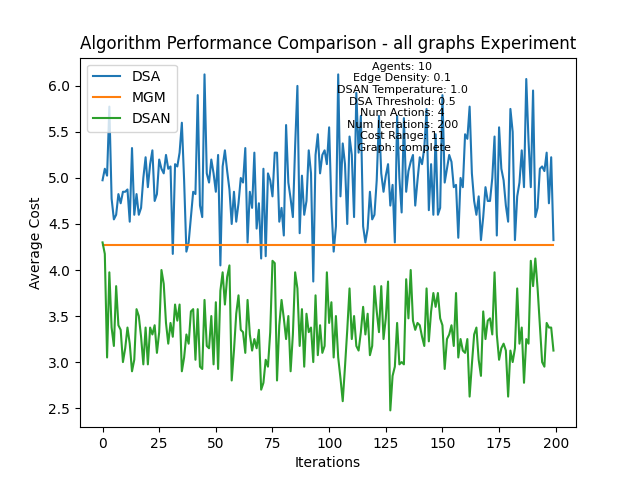 Algorithm Performance Comparison - all graphs Experiment
DSA
MGM
DSAN
Agents: 10
Edge Density: 0.1
DSAN Temperature: 1.0
DSA Threshold: 0.5
Num Actions: 4
Num Iterations: 200
Cost Range: 11
Graph: complete
Average Cost
6.0
5.5
5.0
4.5
4.0
3.5
3.0
2.5
0 25 50 75 100 125 150 175 200
Iterations